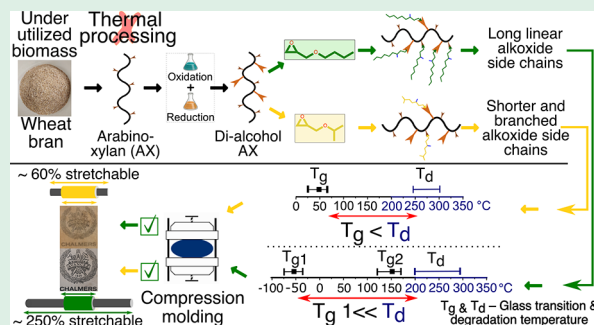 Under
utilized
biomass
Thermal
processing
Wheat
bran
Arabino-
xylan (AX)
Oxidation
+
Reduction
Di-alcohol
AX
O
O
O
O
Long linear
alkoxide
side chains
Shorter and
branched
alkoxide side
chains
~ 60% stretchable
CHALMERS
CHALMERS
~ 250% stretchable
Compression
molding
Tg
Td
0 50 100 150 200 250 300 350 °C
Tg < Td
Tg1
Tg2
Td
-100 -50 0 50 100 150 200 250 300 350 °C
Tg 1<< Td
Tg & Td – Glass transition &
degradation temperature